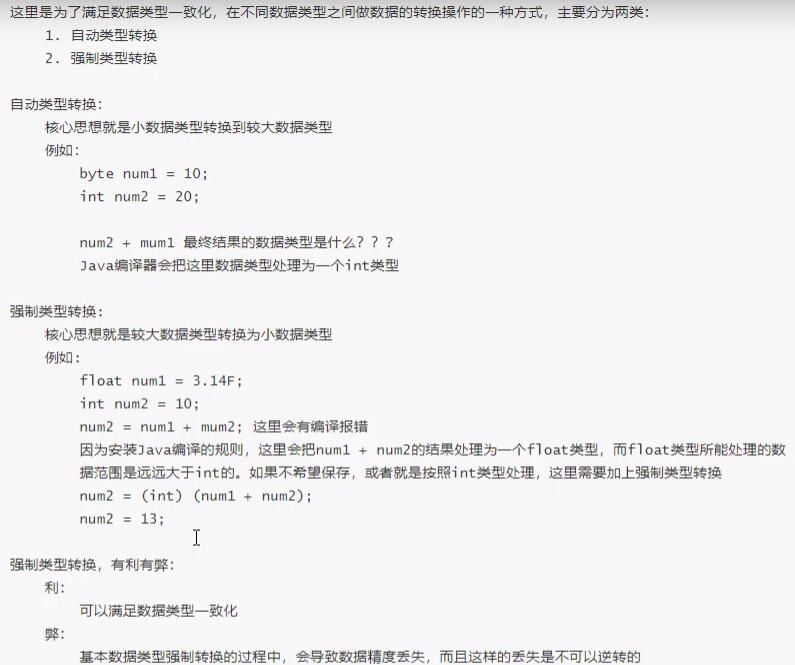 这里是为了满足数据类型一致化，在不同数据类型之间做数据的转换操作的一种方式，主要分为两类：
1. 自动类型转换
2. 强制类型转换
自动类型转换：
核心思想就是小数据类型转换到较大数据类型
例如：
byte num1 = 10;
int num2 = 20;
num2 + mum1 最终结果的数据类型是什么？？？
Java编译器会把这里数据类型处理为一个int类型
强制类型转换：
核心思想就是较大数据类型转换为小数据类型
例如：
float num1 = 3.14F;
int num2 = 10;
num2 = num1 + mum2; 这里会有编译报错
因为安装Java编译的规则，这里会把num1 + num2的结果处理为一个float类型，而float类型所能处理的数
据范围是远远大于int的。如果不希望保存，或者就是按照int类型处理，这里需要加上强制类型转换
num2 = (int) (num1 + num2);
num2 = 13;
强制类型转换，有利有弊：
利：
可以满足数据类型一致化
弊：
基本数据类型强制转换的过程中，会导致数据精度丢失，而且这样的丢失是不可以逆转的